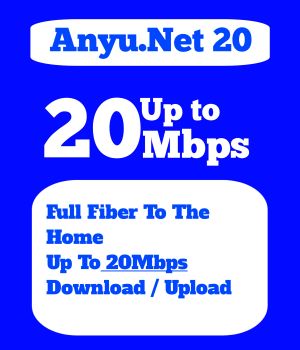 Anyu.Net 20
20 Up to
Mbps
Full Fiber To The
Home
Up To 20Mbps
Download / Upload